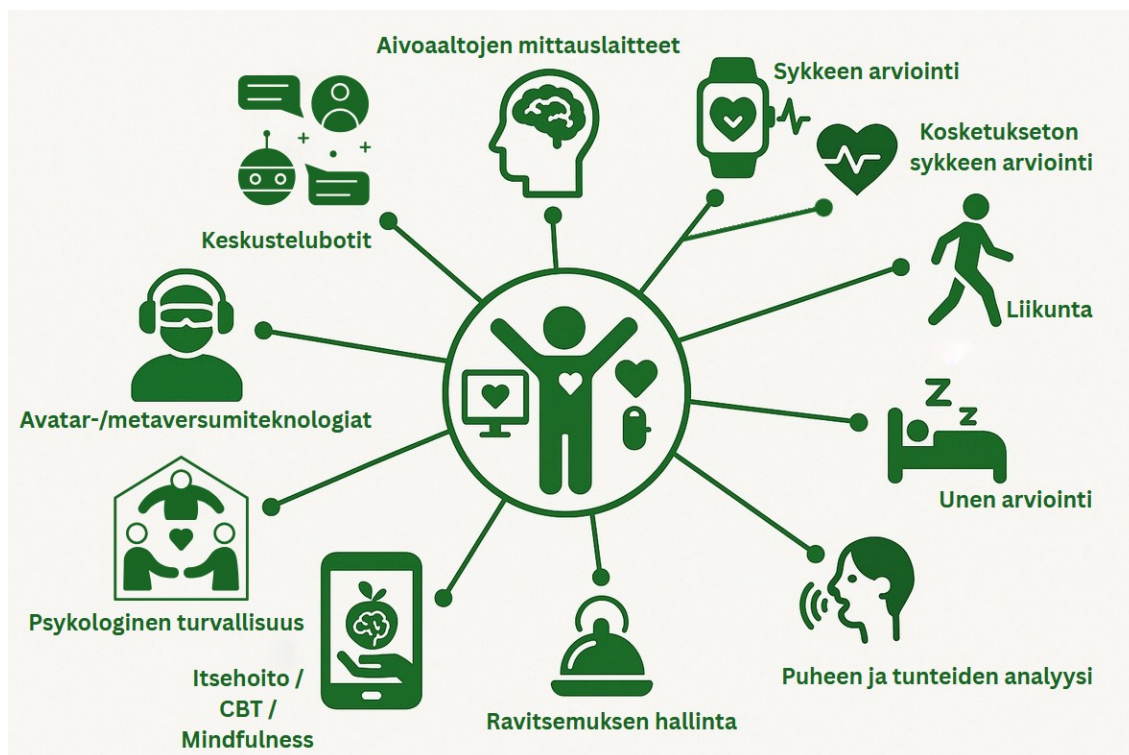 Aivoaaltojen mittauslaitteet
Sykkeen arviointi
Kosketukseton
sykkeen arviointi
Keskustelubotit
Liikunta
Avatar-/metaversumiteknologiat
Z
z
Unen arviointi
Psykologinen turvallisuus
Itsehoito /
CBT /
Mindfulness
Ravitsemuksen hallinta
Puheen ja tunteiden analyysi